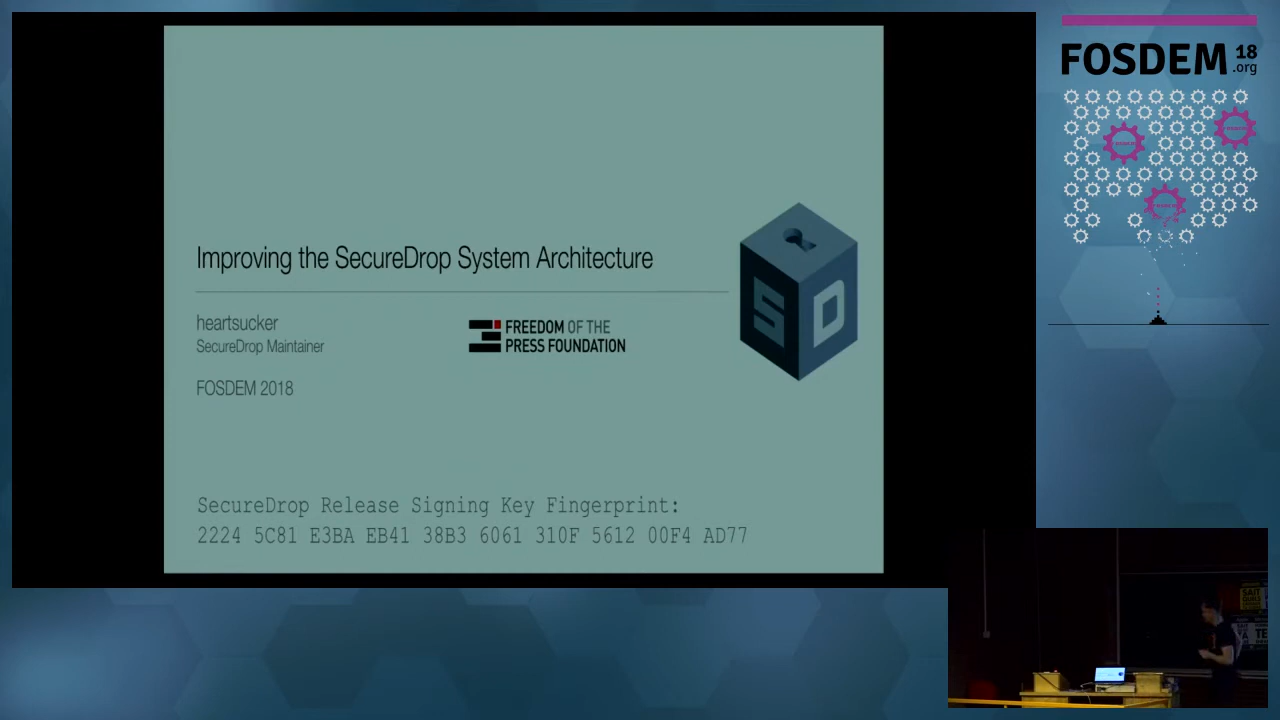 Improving the SecureDrop System Architecture
heartsucker
SecureDrop Maintainer
FREEDOM OF THE
PRESS FOUNDATION
FOSDEM 2018
SD
SecureDrop Release Signing Key Fingerprint:
2224 5C81 E3BA EB41 38B3 6061 310F 5612 00F4 AD77
FOSDEM 18
.org